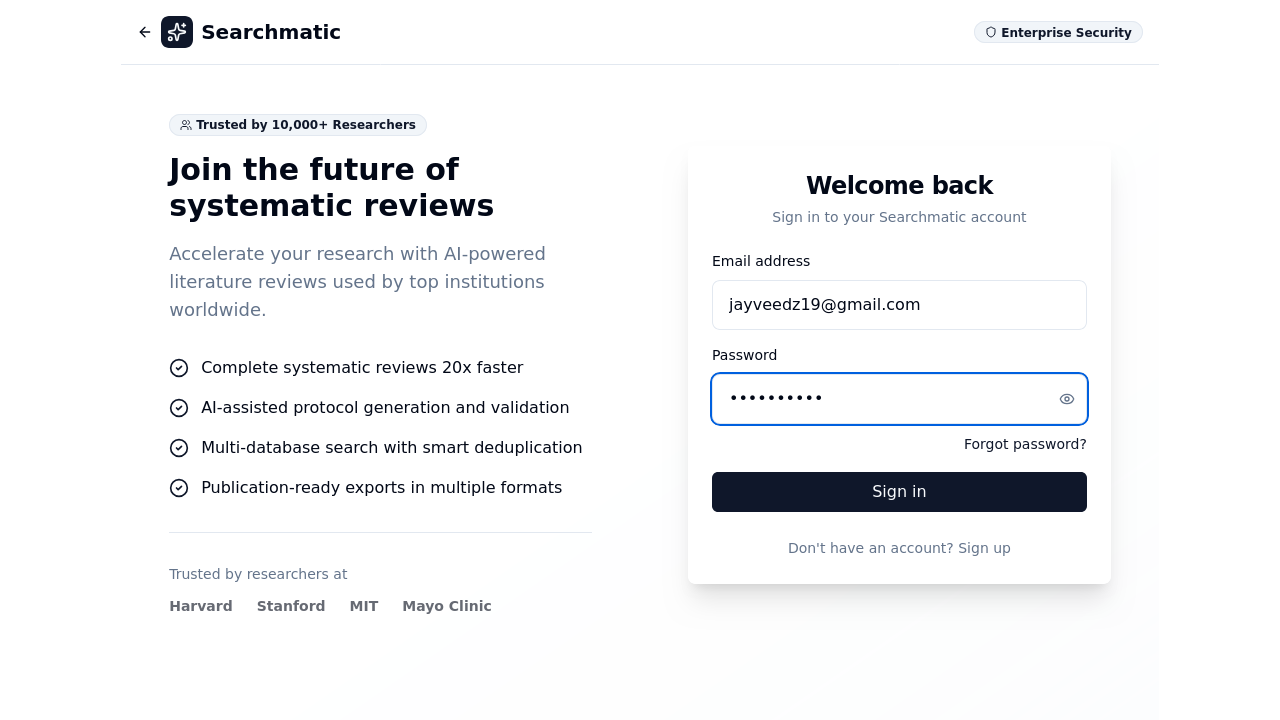 Searchmatic
Enterprise Security
Trusted by 10,000+ Researchers
Join the future of
systematic reviews
Accelerate your research with AI-powered
literature reviews used by top institutions
worldwide.
Complete systematic reviews 20x faster
AI-assisted protocol generation and validation
Multi-database search with smart deduplication
Publication-ready exports in multiple formats
Trusted by researchers at
Harvard Stanford MIT Mayo Clinic
Welcome back
Sign in to your Searchmatic account
Email address
jayveedz19@gmail.com
Password
••••••••••
Forgot password?
Sign in
Don't have an account? Sign up